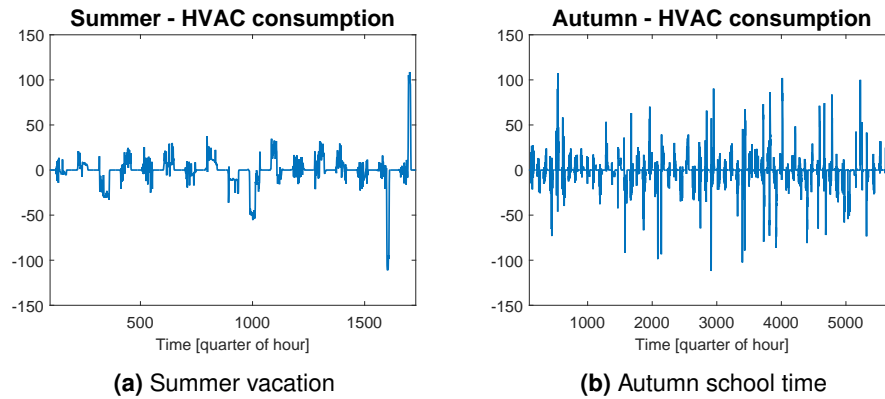 Summer - HVAC consumption
150
100
50
0
-50
-100
-150
500 1000 1500
Time [quarter of hour]
(a) Summer vacation
Autumn - HVAC consumption
150
100
50
0
-50
-100
-150
1000 2000 3000 4000 5000
Time [quarter of hour]
(b) Autumn school time